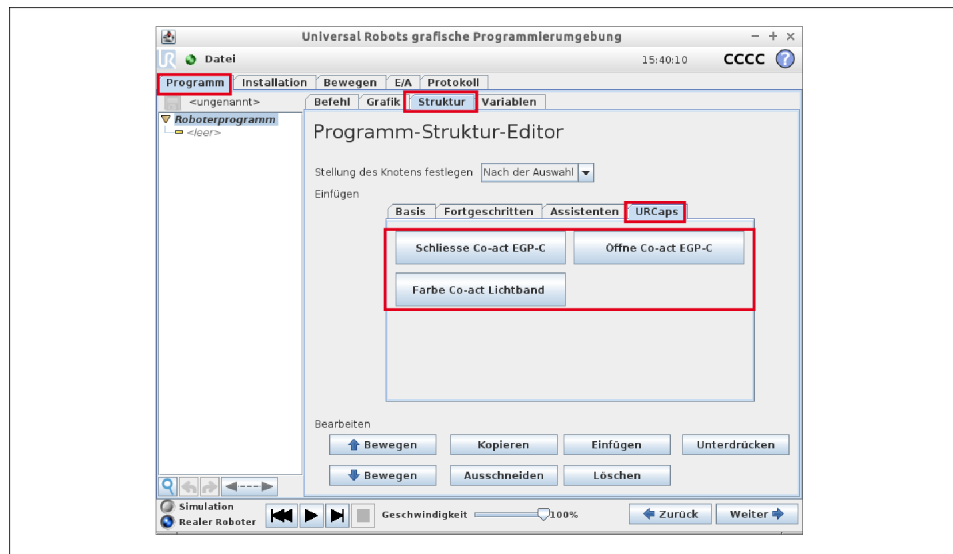 Universal Robots grafische Programmierumgebung
Datei 15:40:10 CCCC ?
Programm Installation Bewegen E/A Protokoll
<ungenannt> Befehl Grafik Struktur Variablen
Roboterprogramm
<leer>
Programm-Struktur-Editor
Stellung des Knotens festlegen Nach der Auswahl
Einfügen
Basis Fortgeschritten Assistenten URCaps
Schliesse Co-act EGP-C Offne Co-act EGP-C
Farbe Co-act Lichtband
Bearbeiten
Bewegen Kopieren Einfügen Unterdrücken
Bewegen Ausschneiden Löschen
Simulation
Realer Roboter
Geschwindigkeit 100% Zurück Weiter